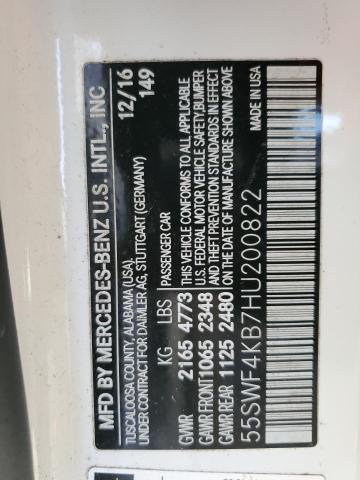 MFD BY MERCEDES-BENZ U.S. INTL., INC
TUSCALOOSA COUNTY, ALABAMA (USA),
UNDER CONTRACT FOR DAIMLER AG, STUTTGART (GERMANY)
12/16
149
PASSENGER CAR
KG LBS
GVWR 2165 4773
GAWR FRONT 1065 2348
GAWR REAR 1125 2480
THIS VEHICLE CONFORMS TO ALL APPLICABLE
U.S. FEDERAL MOTOR VEHICLE SAFETY, BUMPER
AND THEFT PREVENTION STANDARDS IN EFFECT
ON THE DATE OF MANUFACTURE SHOWN ABOVE
55SWF4KB7HU200822
MADE IN USA